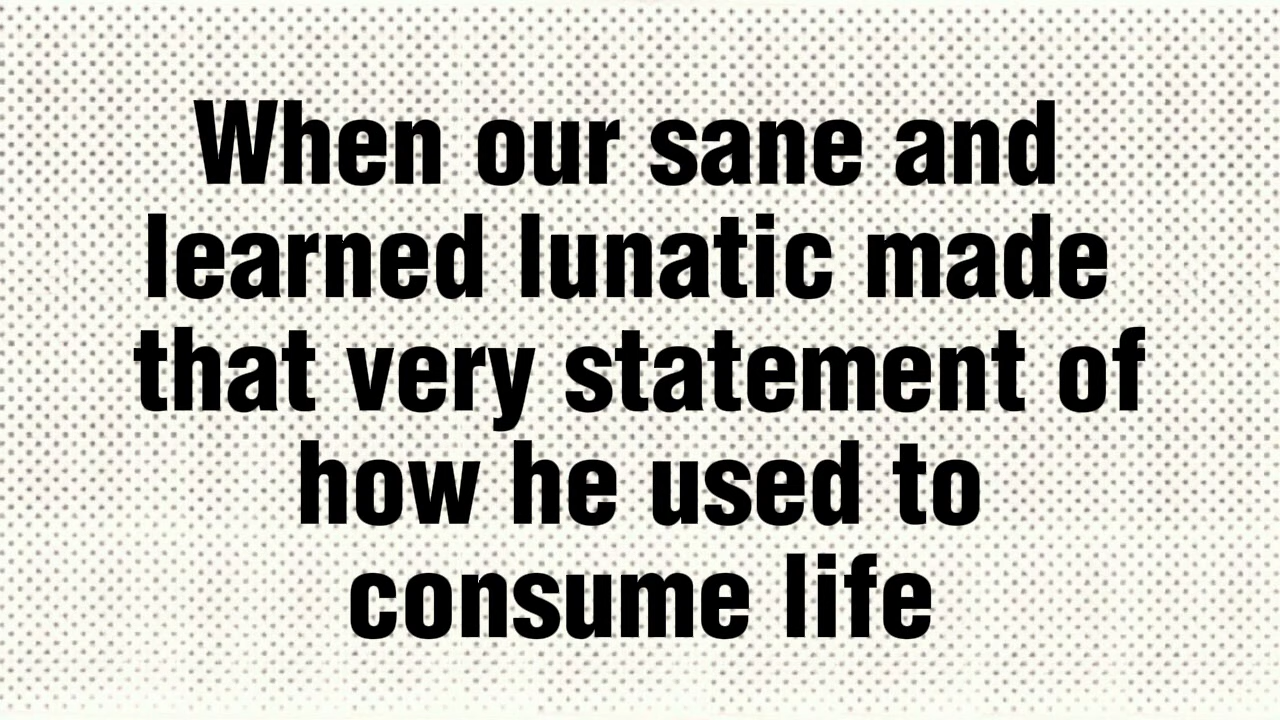 When our sane and
learned lunatic made
that very statement of
how he used to
consume life